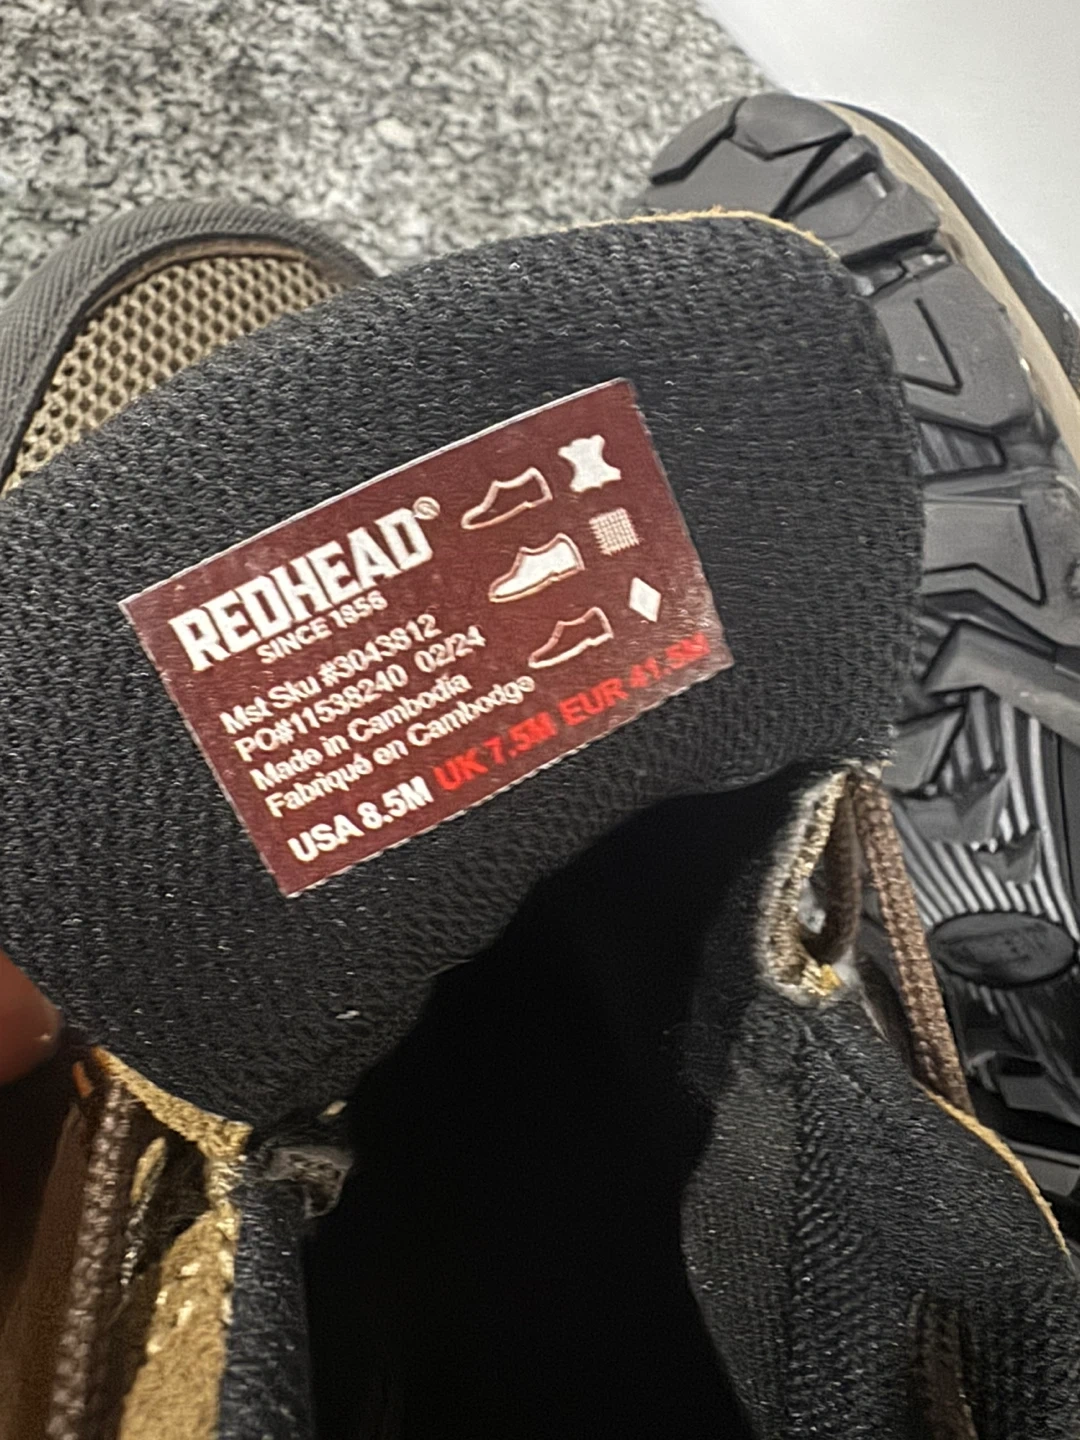 REDHEAD®
SINCE 1856
Mst Sku #3043812
PO#11538240 02/24
Made in Cambodia
Fabriqué en Cambodge
USA 8.5M UK 7.5M EUR 41.5M